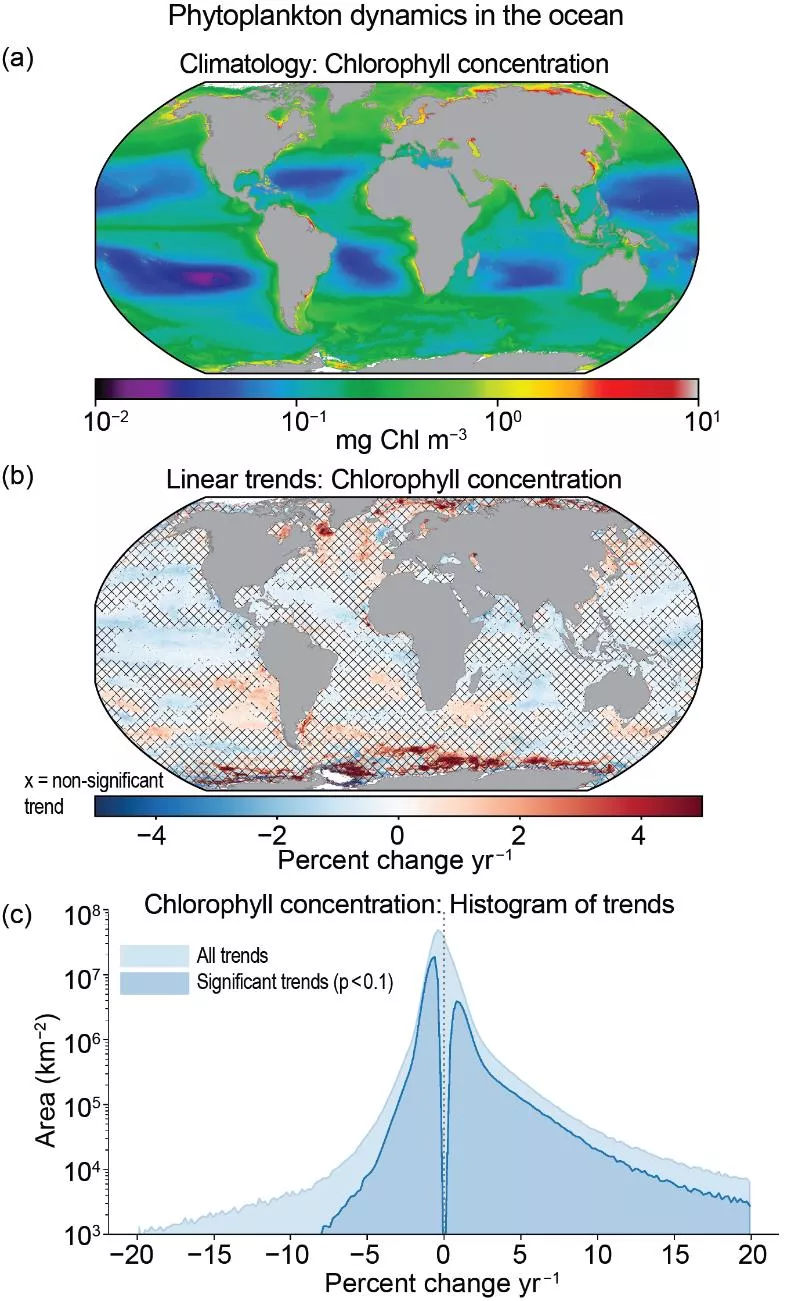 Phytoplankton dynamics in the ocean
(a)
Climatology: Chlorophyll concentration
10⁻² 10⁻¹ 10⁰ 10¹
mg Chl m⁻³
(b)
Linear trends: Chlorophyll concentration
x = non-significant
trend
−4 −2 0 2 4
Percent change yr⁻¹
(c)
Chlorophyll concentration: Histogram of trends
10⁸
All trends
10⁷
Significant trends (p<0.1)
10⁶
Area (km⁻²)
10⁵
10⁴
10³
−20 −15 −10 −5 0 5 10 15 20
Percent change yr⁻¹